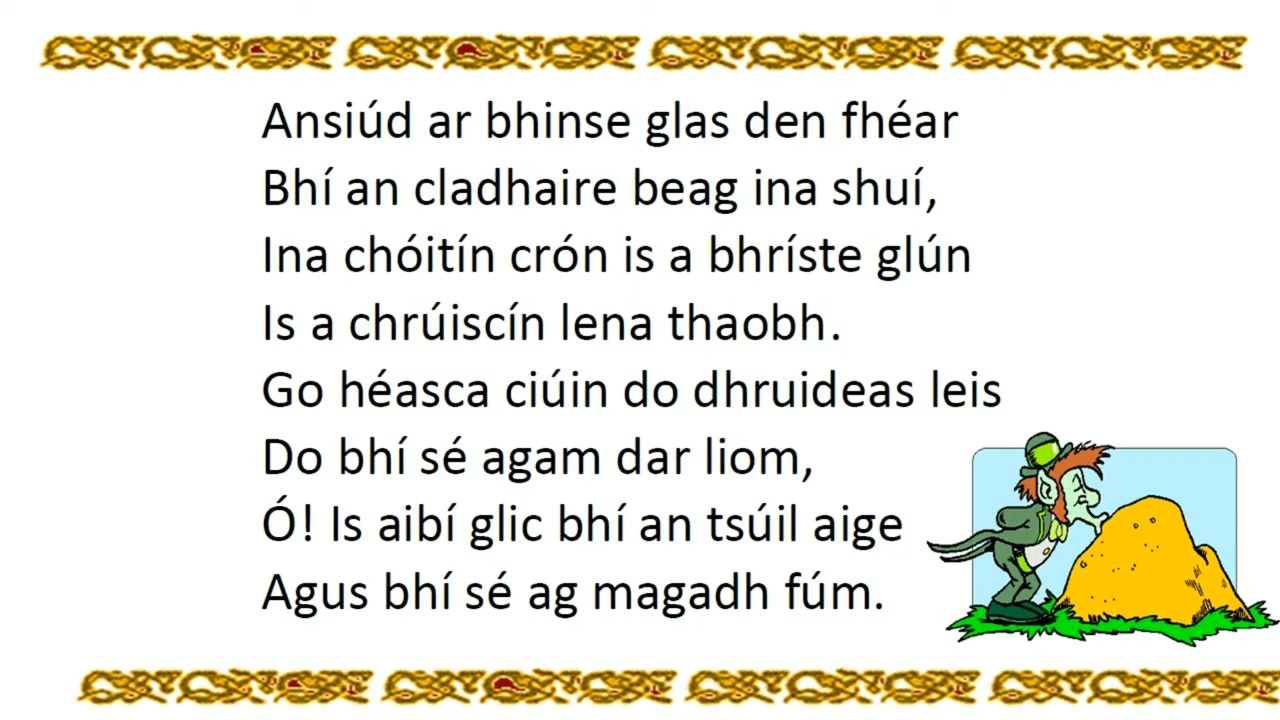 Ansiúd ar bhinse glas den fhéar
Bhí an cladhaire beag ina shuí,
Ina chóitín crón is a bhríste glún
Is a chrúiscín lena thaobh.
Go héasca ciúin do dhruideas leis
Do bhí sé agam dar liom,
Ó! Is aibí glic bhí an tsúil aige
Agus bhí sé ag magadh fúm.